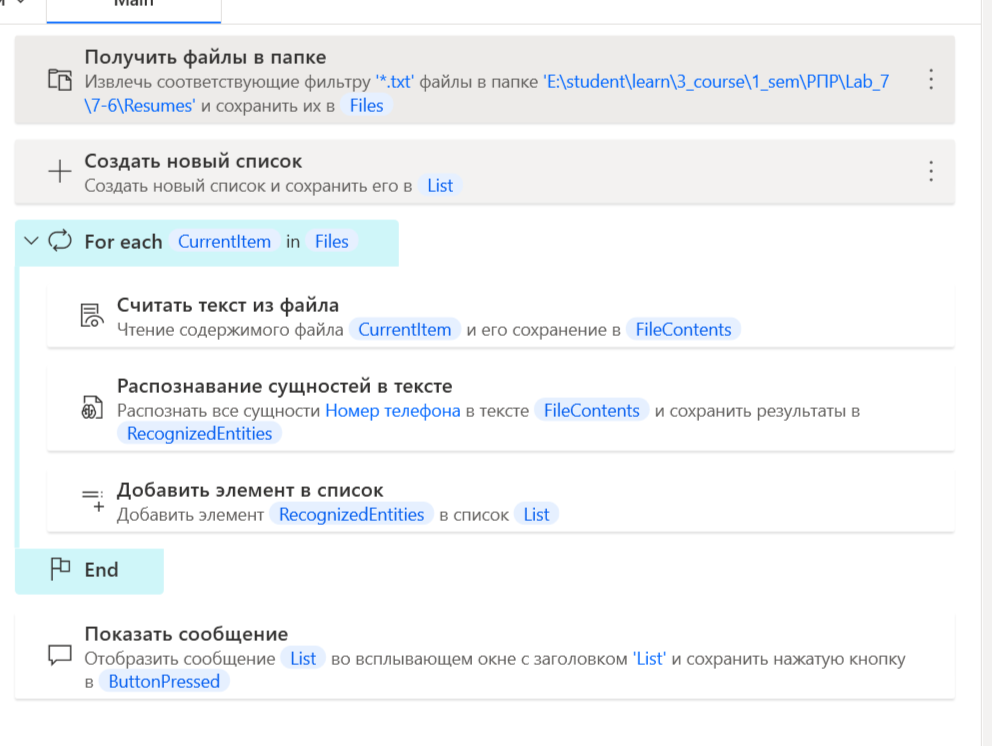 Main
Получить файлы в папке
Извлечь соответствующие фильтру '*.txt' файлы в папке 'E:\student\learn\3_course\1_sem\РПР\Lab_7
\7-6\Resumes' и сохранить их в Files
Создать новый список
Создать новый список и сохранить его в List
For each CurrentItem in Files
Считать текст из файла
Чтение содержимого файла CurrentItem и его сохранение в FileContents
Распознавание сущностей в тексте
Распознать все сущности Номер телефона в тексте FileContents и сохранить результаты в
RecognizedEntities
Добавить элемент в список
Добавить элемент RecognizedEntities в список List
End
Показать сообщение
Отобразить сообщение List во всплывающем окне с заголовком 'List' и сохранить нажатую кнопку
в ButtonPressed